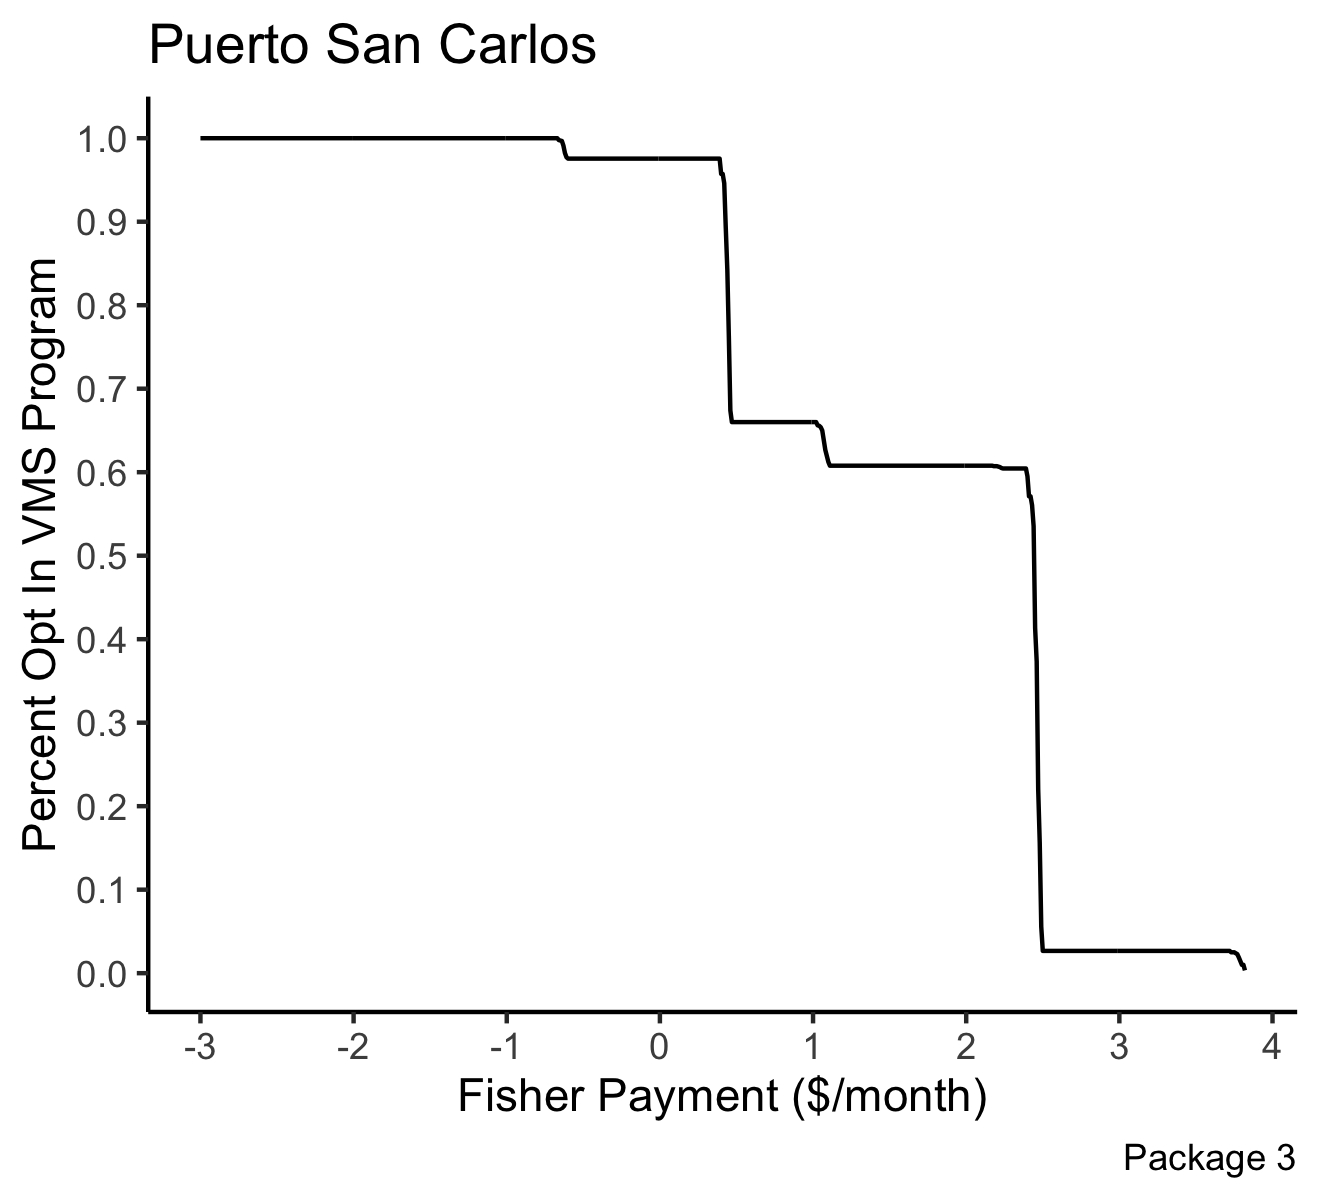 Puerto San Carlos
Percent Opt In VMS Program
1.0
0.9
0.8
0.7
0.6
0.5
0.4
0.3
0.2
0.1
0.0
-3 -2 -1 0 1 2 3 4
Fisher Payment ($/month)
Package 3